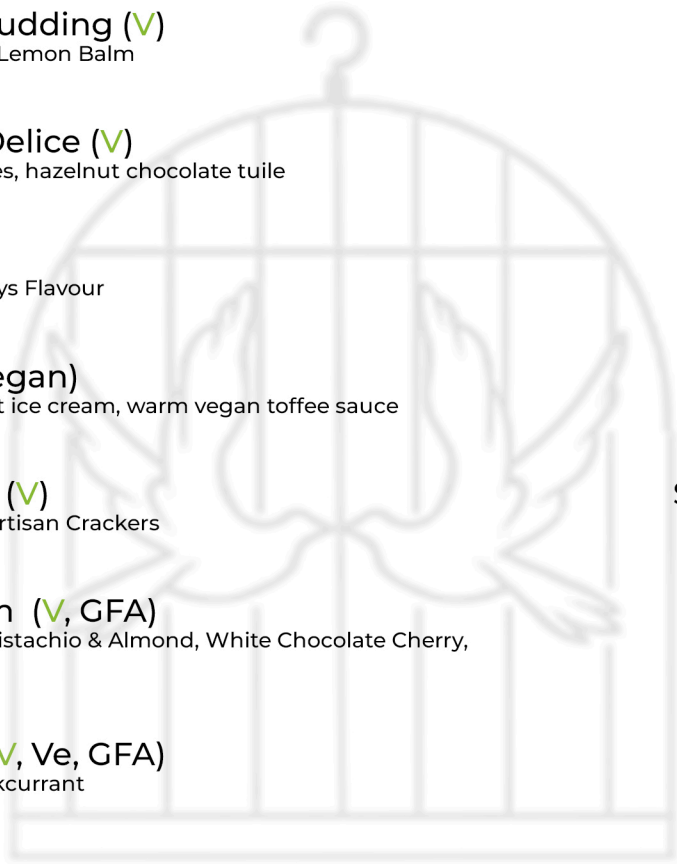 udding (V)
Lemon Balm
Delice (V)
es, hazelnut chocolate tuile
ys Flavour
egan)
t ice cream, warm vegan toffee sauce
(V)
rtisan Crackers
n (V, GFA)
istachio & Almond, White Chocolate Cherry,
V, Ve, GFA)
kcurrant